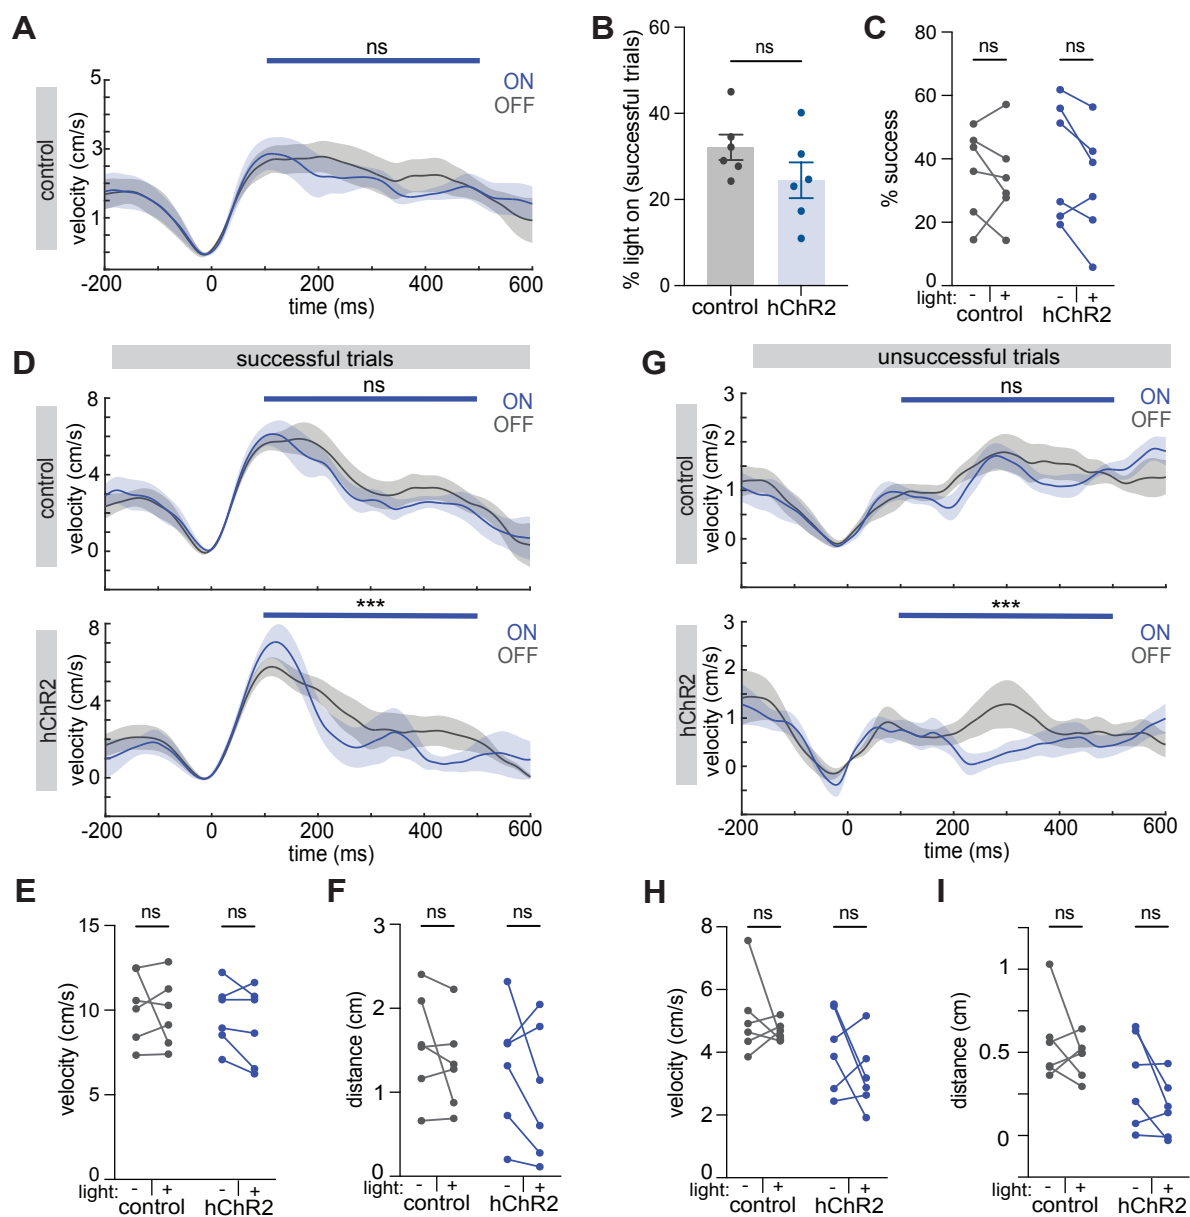 A
ns
ON
OFF
control
velocity (cm/s)
5
3
1
-200
0
200
400
600
time (ms)
B
ns
% light on (successful trials)
60
40
20
0
control
hChR2
C
ns
ns
% success
80
60
40
20
0
light: - + - +
control
hChR2
D
successful trials
ns
ON
OFF
control
velocity (cm/s)
8
4
0
***
ON
OFF
hChR2
velocity (cm/s)
8
4
0
-200
0
200
400
600
time (ms)
G
unsuccessful trials
ns
ON
OFF
control
velocity (cm/s)
3
2
1
0
***
ON
OFF
hChR2
velocity (cm/s)
3
2
1
0
-200
0
200
400
600
time (ms)
E
ns
ns
velocity (cm/s)
15
10
5
0
light: - + - +
control
hChR2
F
ns
ns
distance (cm)
3
2
1
0
light: - + - +
control
hChR2
H
ns
ns
velocity (cm/s)
8
6
4
2
0
light: - + - +
control
hChR2
I
ns
ns
distance (cm)
1
0.5
0
light: - + - +
control
hChR2